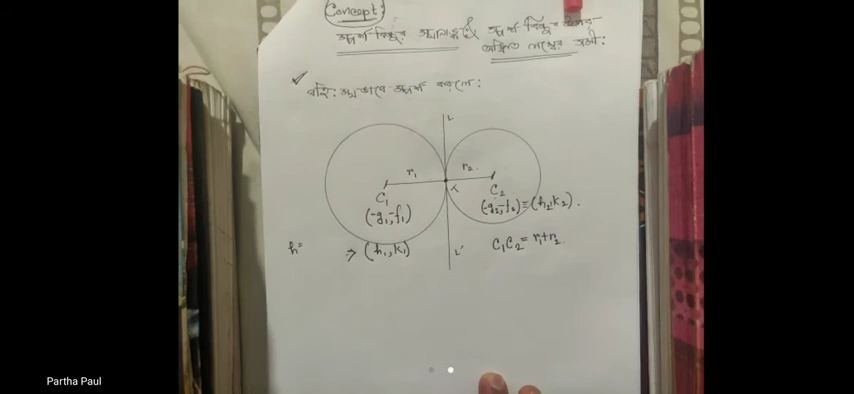 Concept:
স্পর্শ বিন্দুর স্থানাঙ্ক ও স্পর্শ বিন্দুতে
অঙ্কিত লম্বের
✓ বহিঃস্থভাবে স্পর্শ করলে:
L
r₁ r₂
C₁ C₂
(-g₁,-f₁) (-g₂,-f₂) = (h₂,k₂).
h= ⇒ (h₁,k₁) L' C₁C₂ = r₁+r₂.
Partha Paul